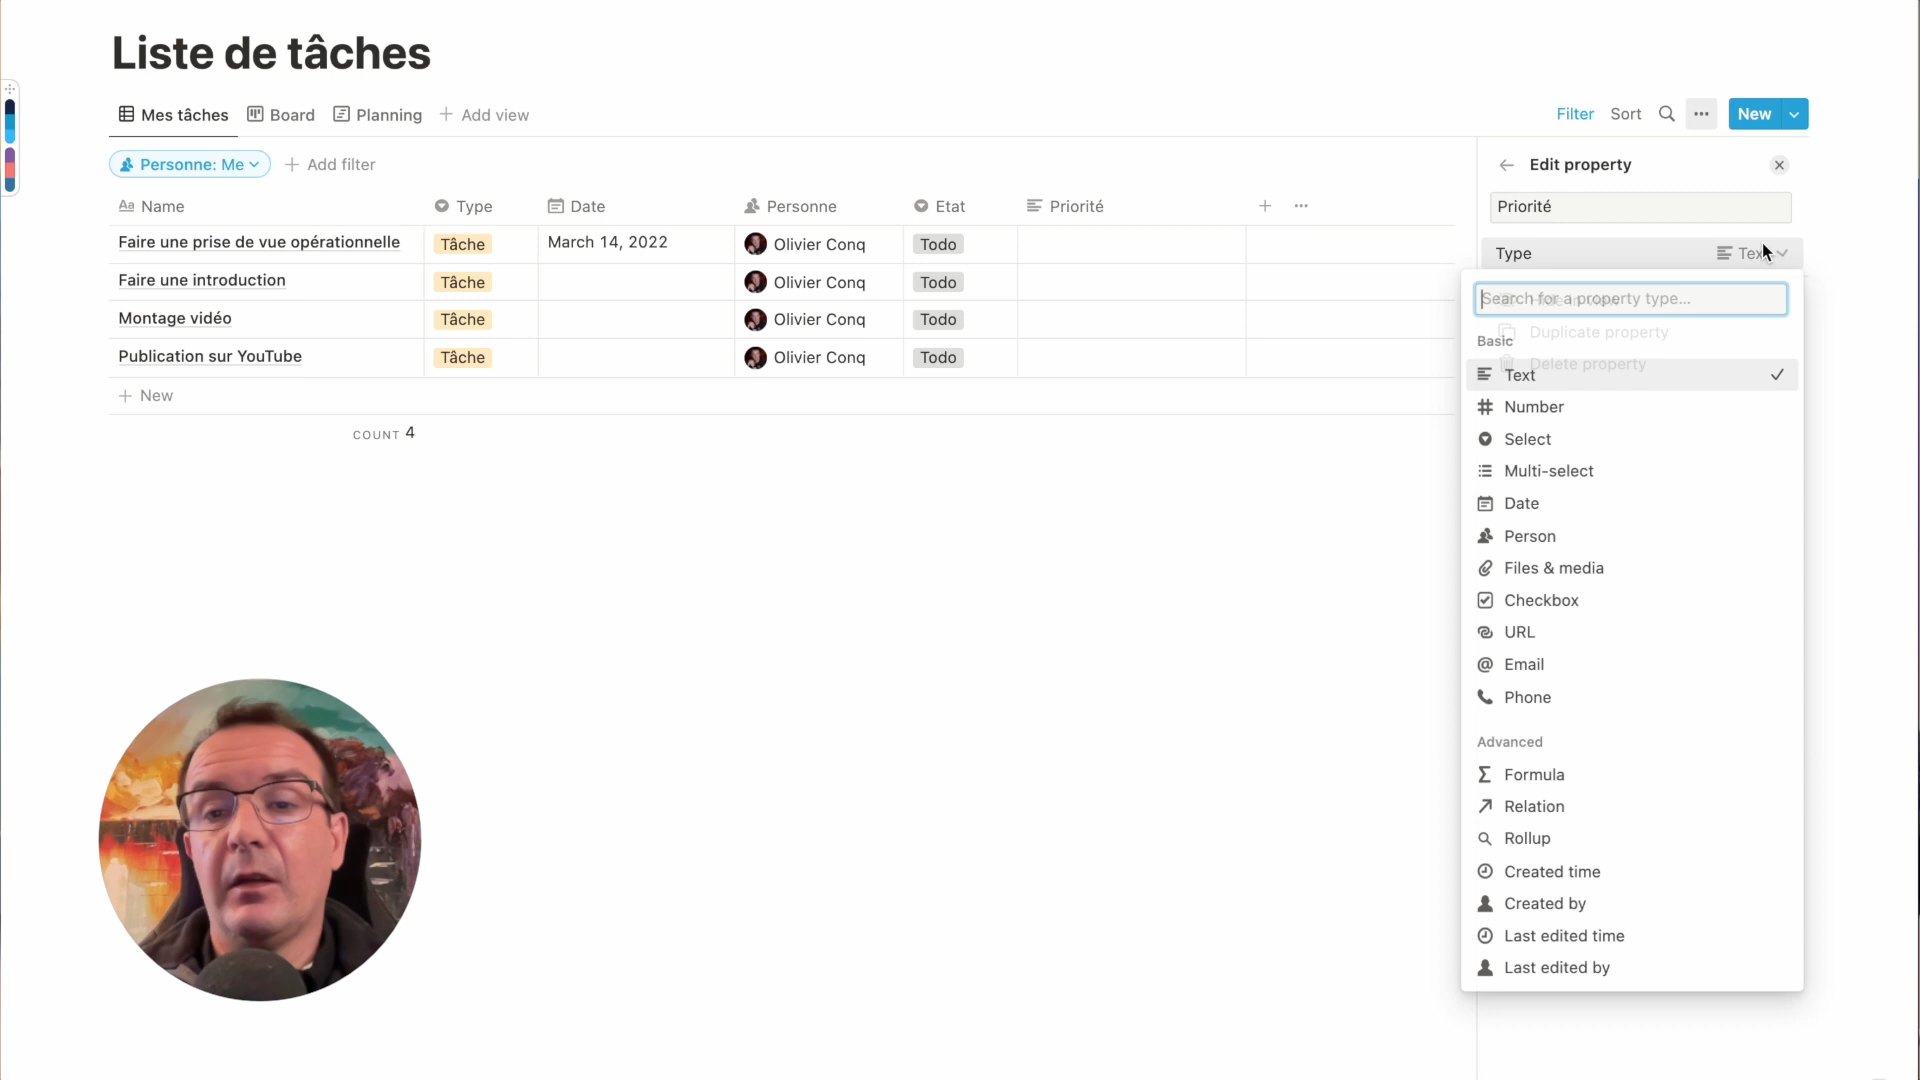 Liste de tâches
Mes tâches Board Planning Add view
Filter Sort New
Personne: Me Add filter
Edit property
Priorité
Aa Name Type Date Personne Etat Priorité
Type Text
Faire une prise de vue opérationnelle Tâche March 14, 2022 Olivier Conq Todo
Faire une introduction Tâche Olivier Conq Todo
Montage vidéo Tâche Olivier Conq Todo
Publication sur YouTube Tâche Olivier Conq Todo
New
COUNT 4
Search for a property type...
Duplicate property
Basic
Delete property
Text
Number
Select
Multi-select
Date
Person
Files & media
Checkbox
URL
Email
Phone
Advanced
Formula
Relation
Rollup
Created time
Created by
Last edited time
Last edited by